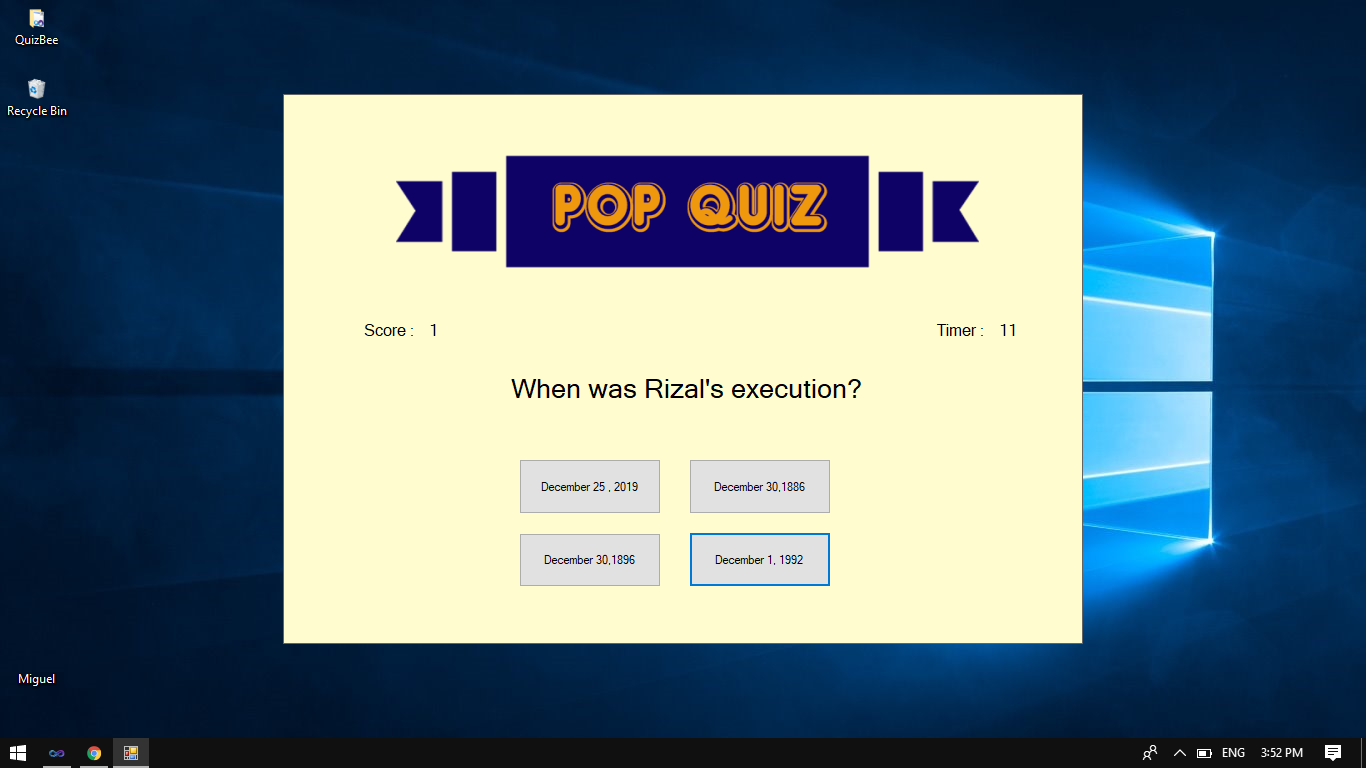 QuizBee
Recycle Bin
POP QUIZ
Score : 1
Timer : 11
When was Rizal's execution?
December 25 , 2019
December 30,1886
December 30,1896
December 1, 1992
Miguel
ENG
3:52 PM